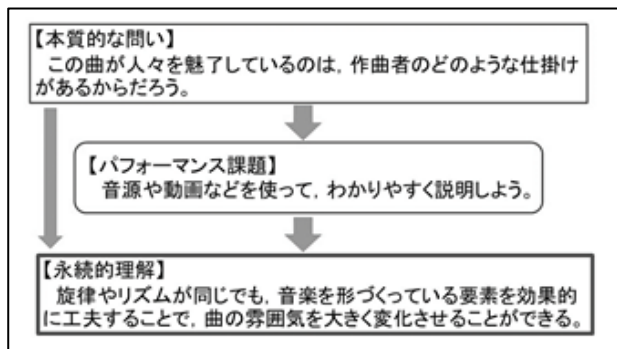 【本質的な問い】
この曲が人々を魅了しているのは，作曲者のどのような仕掛け
があるからだろう。
【パフォーマンス課題】
音源や動画などを使って，わかりやすく説明しよう。
【永続的理解】
旋律やリズムが同じでも，音楽を形づくっている要素を効果的
に工夫することで，曲の雰囲気を大きく変化させることができる。